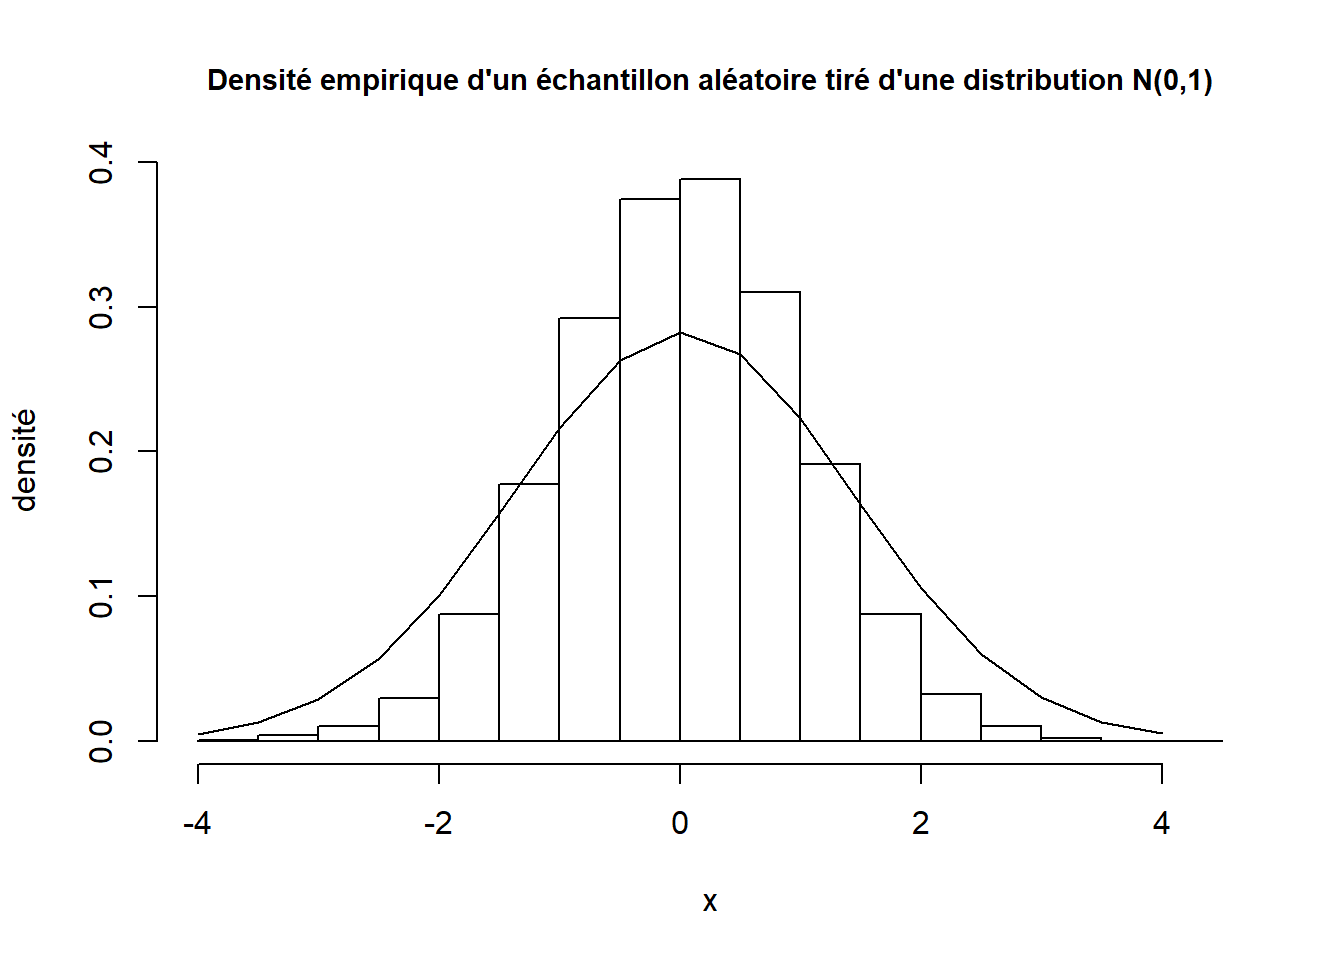 Densité empirique d'un échantillon aléatoire tiré d'une distribution N(0,1)
0.4
0.3
0.2
0.1
0.0
densité
-4 -2 0 2 4
x